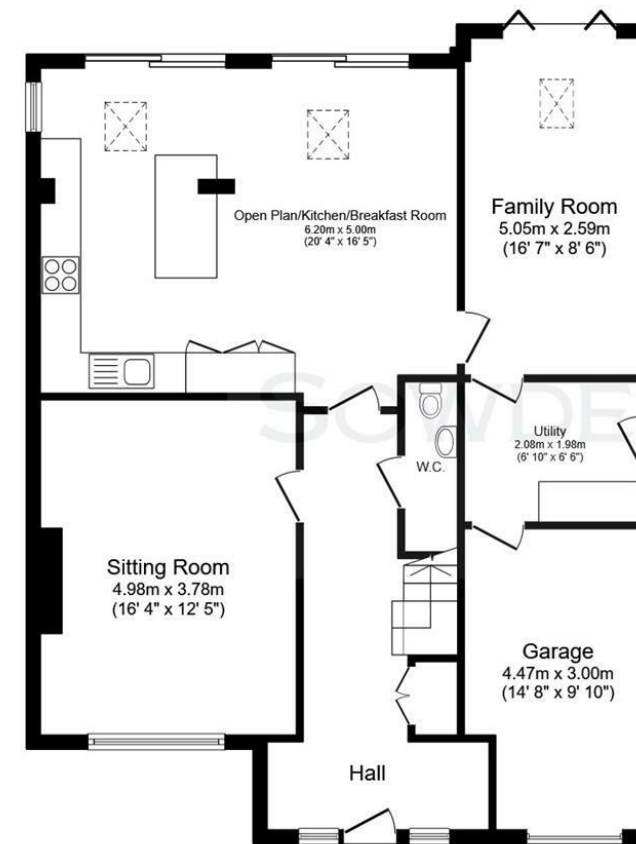 Open Plan/Kitchen/Breakfast Room
6.20m x 5.00m
(20' 4" x 16' 5")
Family Room
5.05m x 2.59m
(16' 7" x 8' 6")
Utility
2.08m x 1.98m
(6' 10" x 6' 6")
W.C.
Sitting Room
4.98m x 3.78m
(16' 4" x 12' 5")
Garage
4.47m x 3.00m
(14' 8" x 9' 10")
Hall